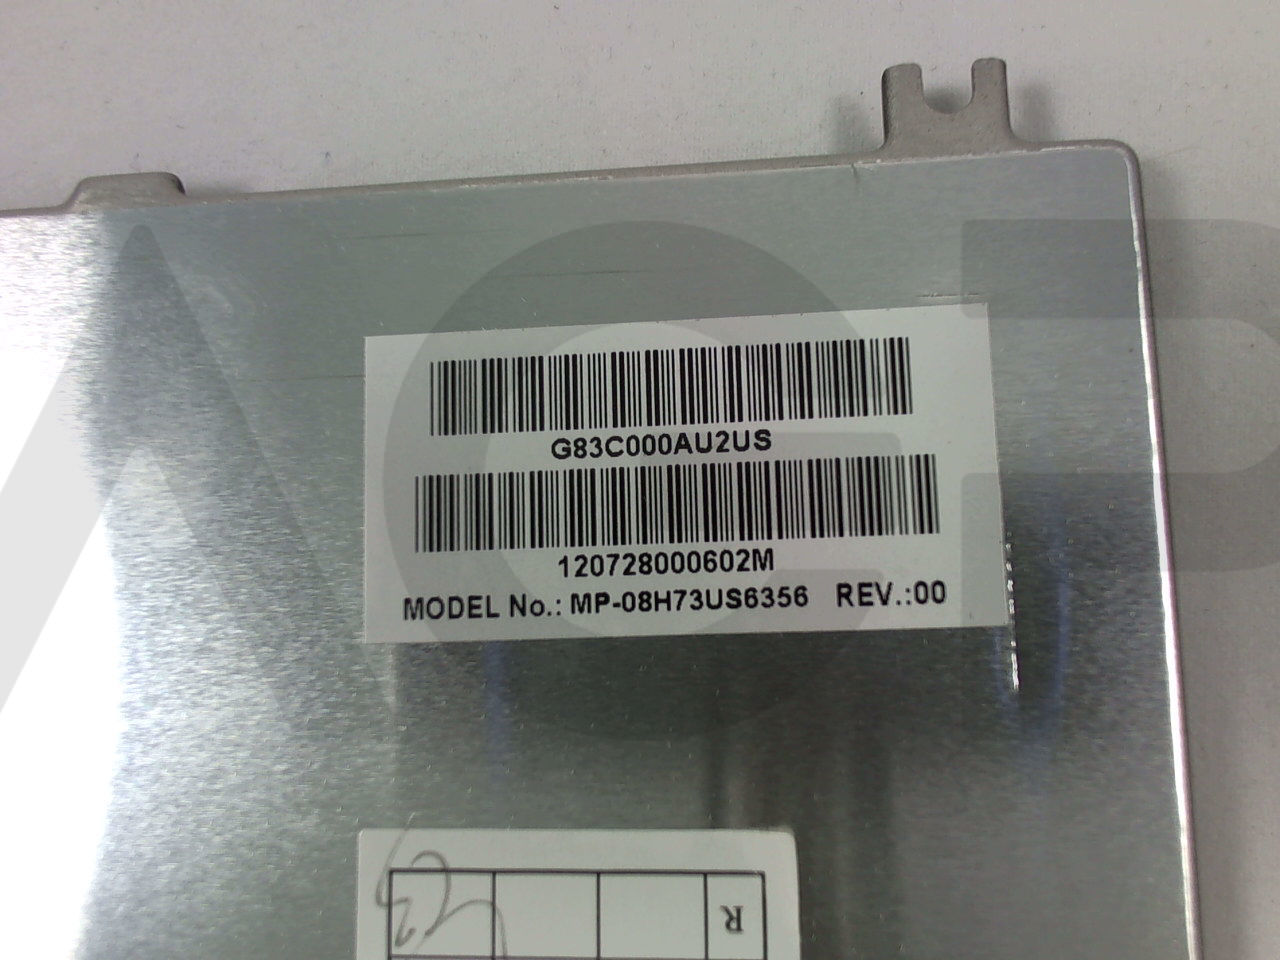 G83C000AU2US
120728000602M
MODEL No.: MP-08H73US6356 REV.:00
R